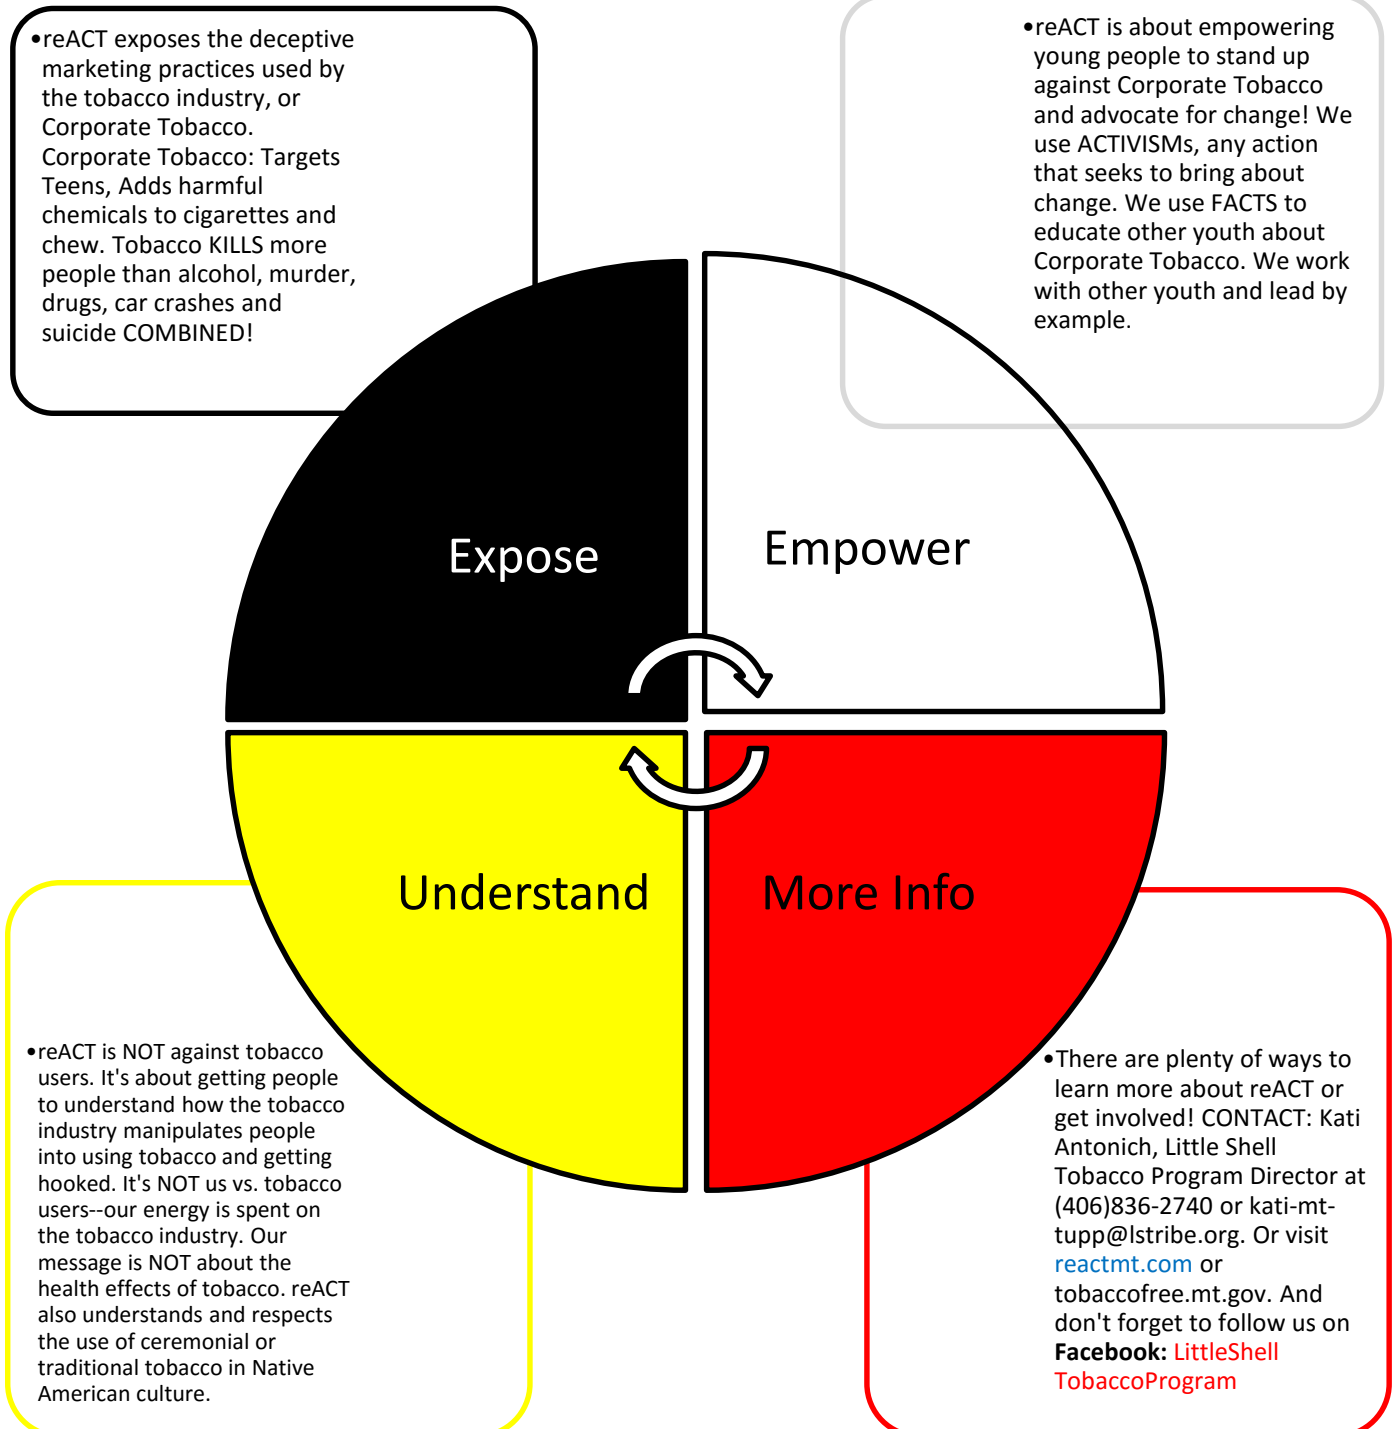 •reACT exposes the deceptive
marketing practices used by
the tobacco industry, or
Corporate Tobacco.
Corporate Tobacco: Targets
Teens, Adds harmful
chemicals to cigarettes and
chew. Tobacco KILLS more
people than alcohol, murder,
drugs, car crashes and
suicide COMBINED!
•reACT is about empowering
young people to stand up
against Corporate Tobacco
and advocate for change! We
use ACTIVISMs, any action
that seeks to bring about
change. We use FACTS to
educate other youth about
Corporate Tobacco. We work
with other youth and lead by
example.
Expose
Empower
Understand
More Info
•reACT is NOT against tobacco
users. It's about getting people
to understand how the tobacco
industry manipulates people
into using tobacco and getting
hooked. It's NOT us vs. tobacco
users--our energy is spent on
the tobacco industry. Our
message is NOT about the
health effects of tobacco. reACT
also understands and respects
the use of ceremonial or
traditional tobacco in Native
American culture.
•There are plenty of ways to
learn more about reACT or
get involved! CONTACT: Kati
Antonich, Little Shell
Tobacco Program Director at
(406)836-2740 or kati-mt-
tupp@lstribe.org. Or visit
reactmt.com or
tobaccofree.mt.gov. And
don't forget to follow us on
Facebook: LittleShell
TobaccoProgram